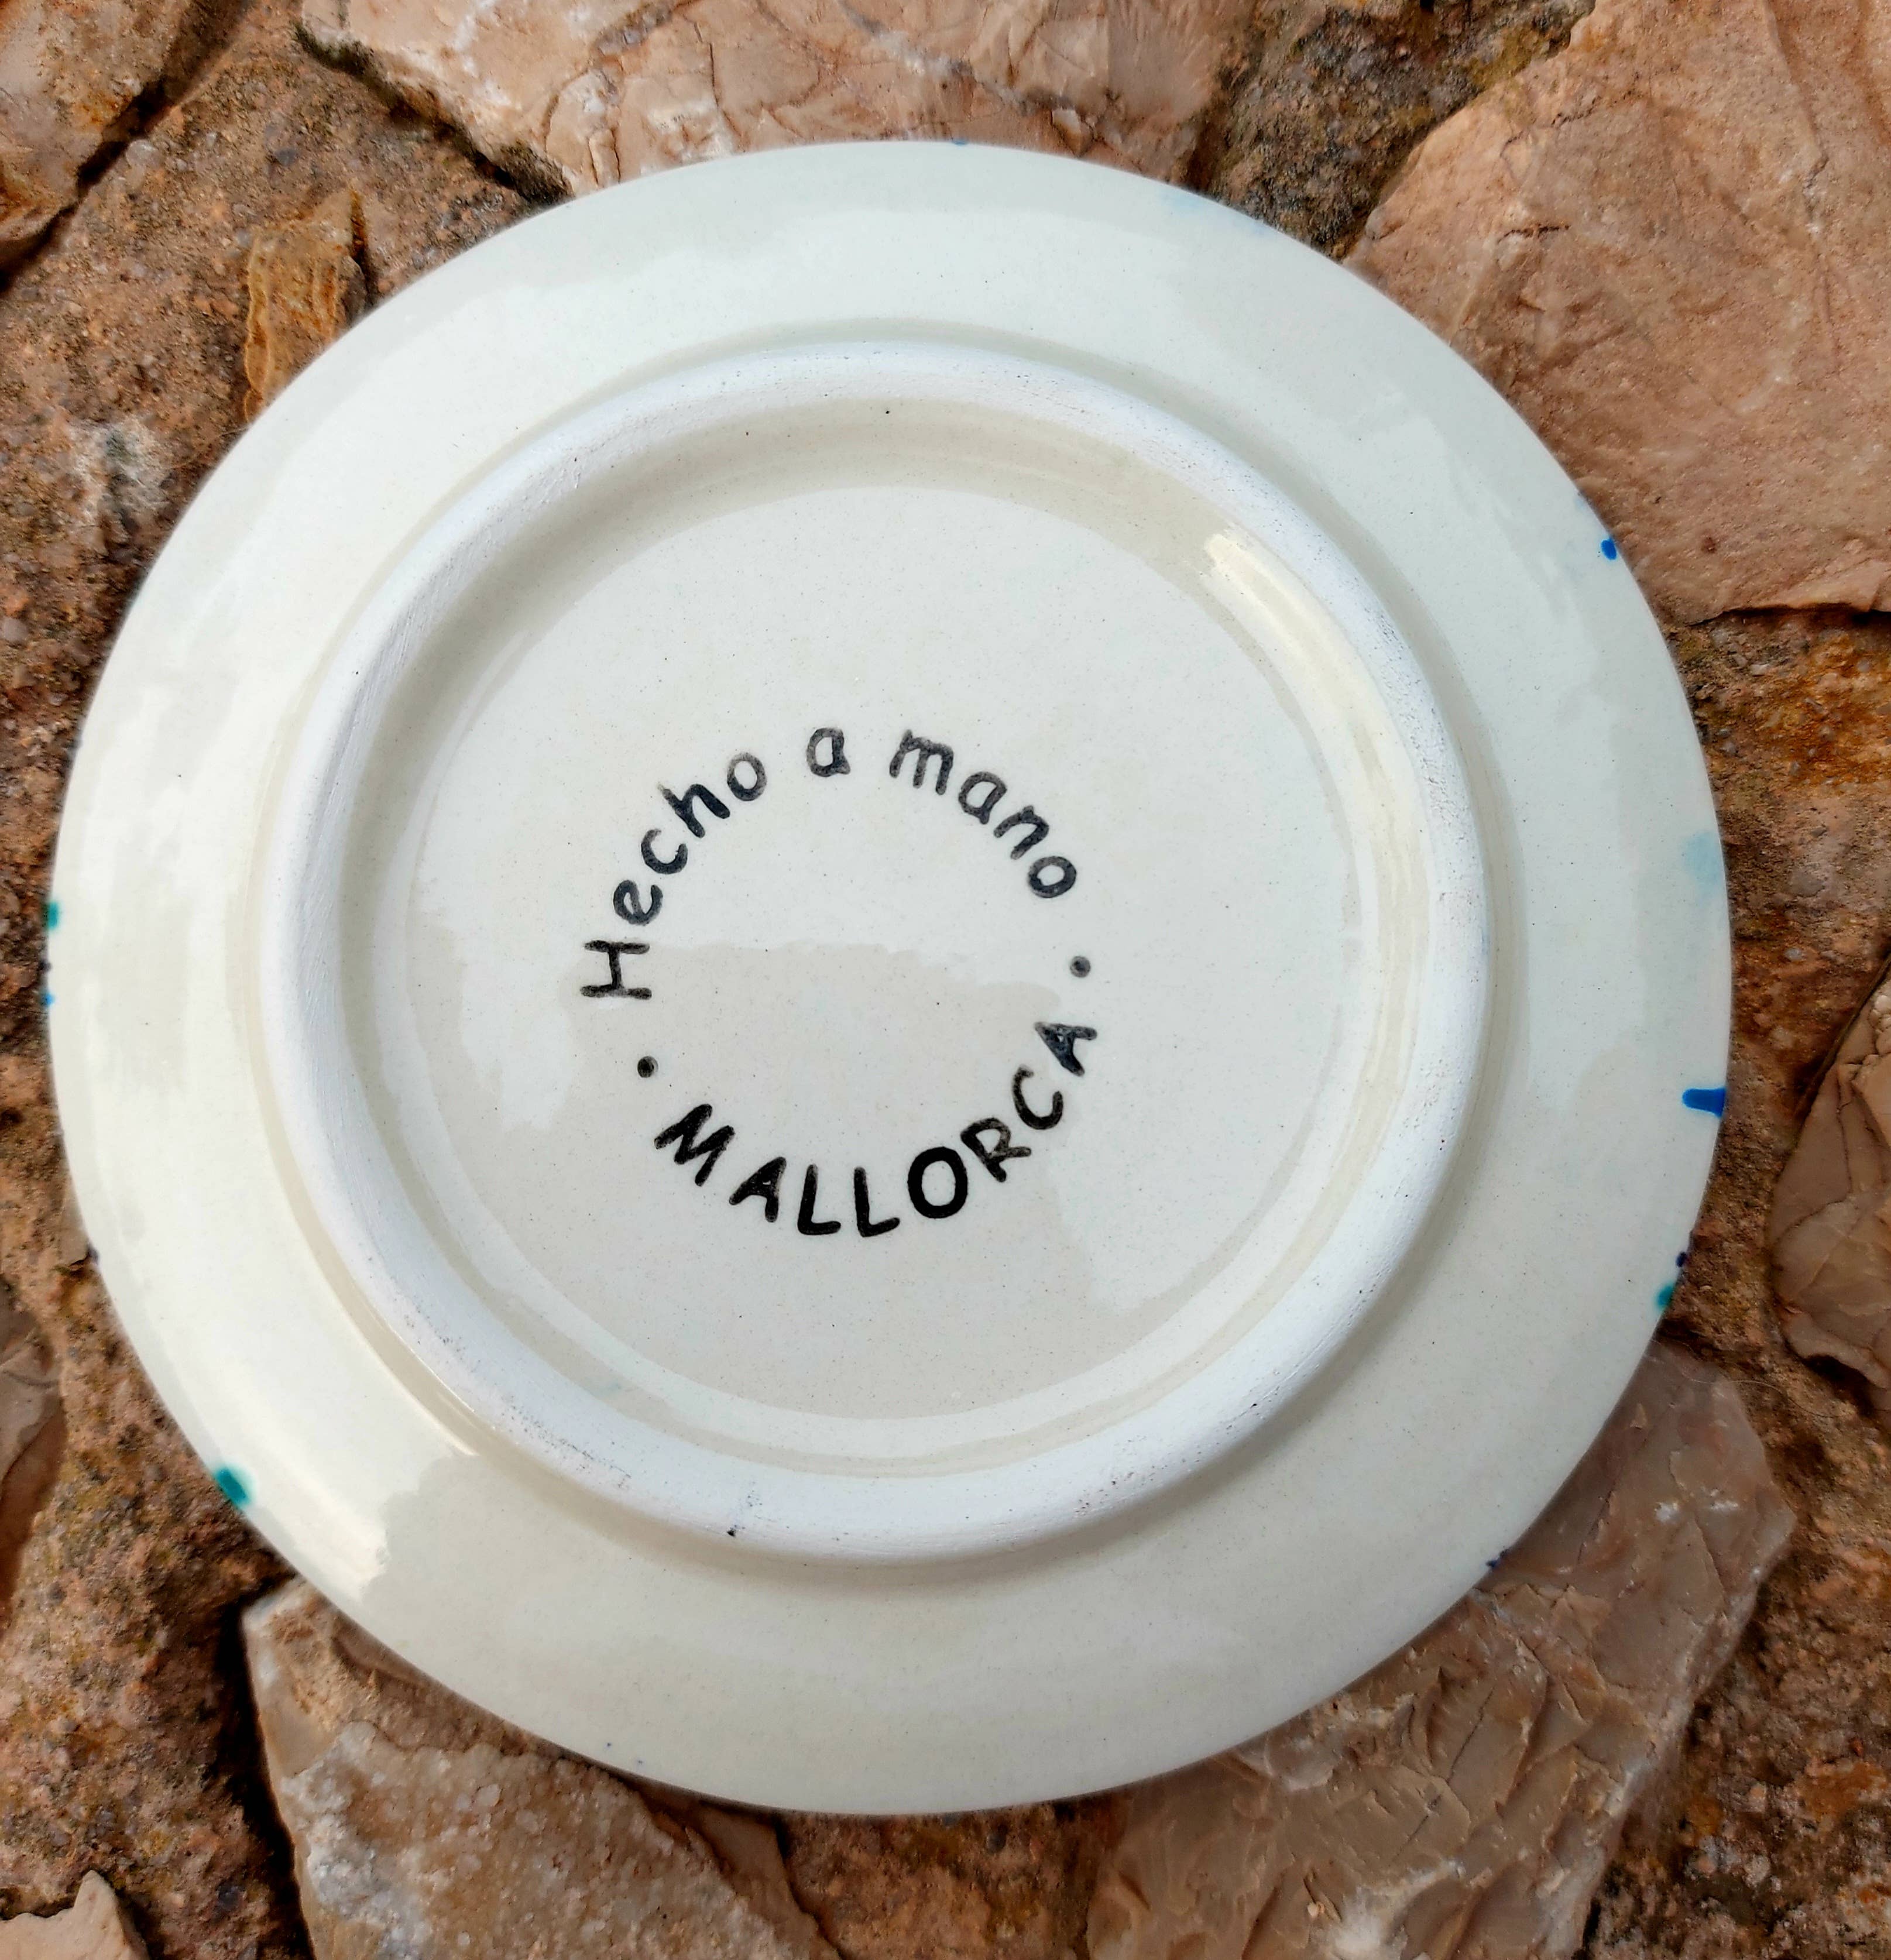 Hecho a mano
· MALLORCA ·